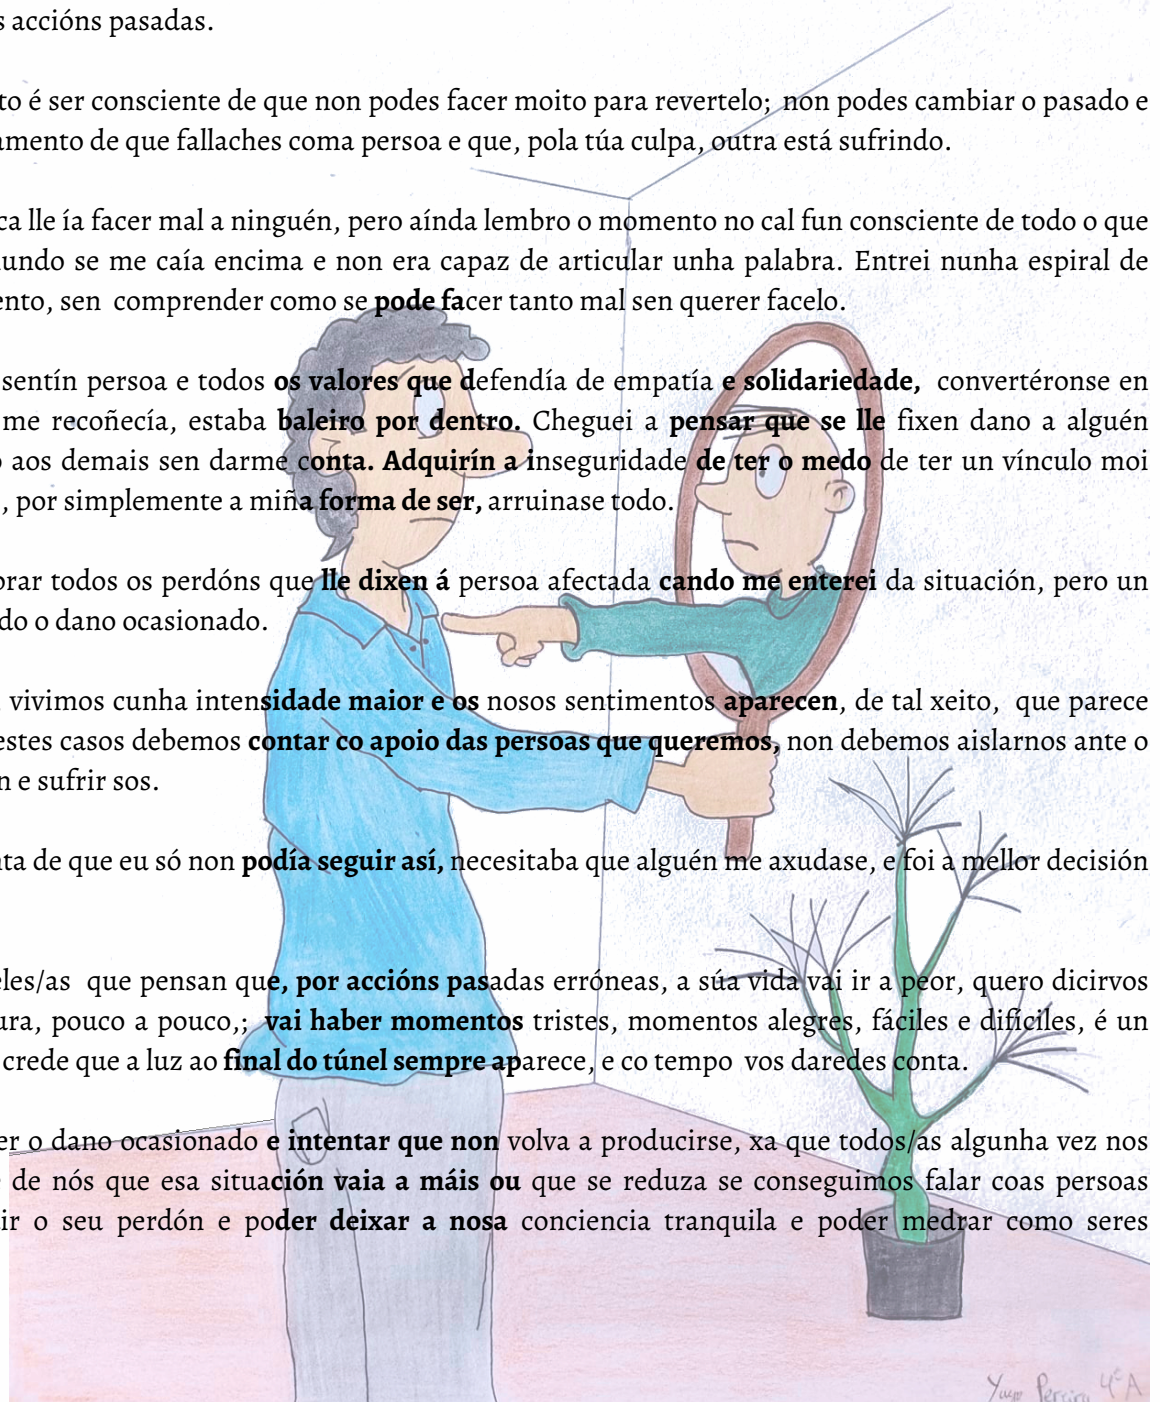 s accións pasadas.
to é ser consciente de que non podes facer moito para revertelo; non podes cambiar o pasado e
amento de que fallaches coma persoa e que, pola túa culpa, outra está sufrindo.
ca lle ía facer mal a ninguén, pero aínda lembro o momento no cal fun consciente de todo o que
undo se me caía encima e non era capaz de articular unha palabra. Entrei nunha espiral de
ento, sen comprender como se pode facer tanto mal sen querer facelo.
sentín persoa e todos os valores que defendía de empatía e solidariedade, convertéronse en
me recoñecía, estaba baleiro por dentro. Cheguei a pensar que se lle fixen dano a alguén
o aos demais sen darme conta. Adquirín a inseguridade de ter o medo de ter un vínculo moi
, por simplemente a miña forma de ser, arruinase todo.
orar todos os perdóns que lle dixen á persoa afectada cando me enterei da situación, pero un
do o dano ocasionado.
vivimos cunha intensidade maior e os nosos sentimentos aparecen, de tal xeito, que parece
estes casos debemos contar co apoio das persoas que queremos, non debemos aislarnos ante o
n e sufrir sos.
nta de que eu só non podía seguir así, necesitaba que alguén me axudase, e foi a mellor decisión
eles/as que pensan que, por accións pasadas erróneas, a súa vida vai ir a peor, quero dicirvos
ura, pouco a pouco,; vai haber momentos tristes, momentos alegres, fáciles e difíciles, é un
crede que a luz ao final do túnel sempre aparece, e co tempo vos daredes conta.
er o dano ocasionado e intentar que non volva a producirse, xa que todos/as algunha vez nos
de nós que esa situación vaia a máis ou que se reduza se conseguimos falar coas persoas
ir o seu perdón e poder deixar a nosa conciencia tranquila e poder medrar como seres
Pereira 4º A